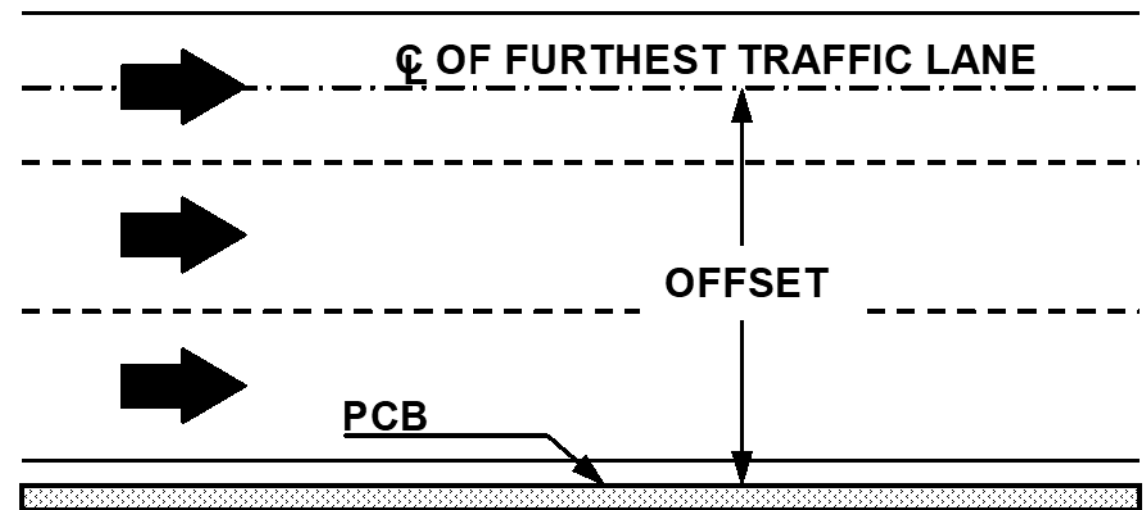 ℄ OF FURTHEST TRAFFIC LANE
OFFSET
PCB